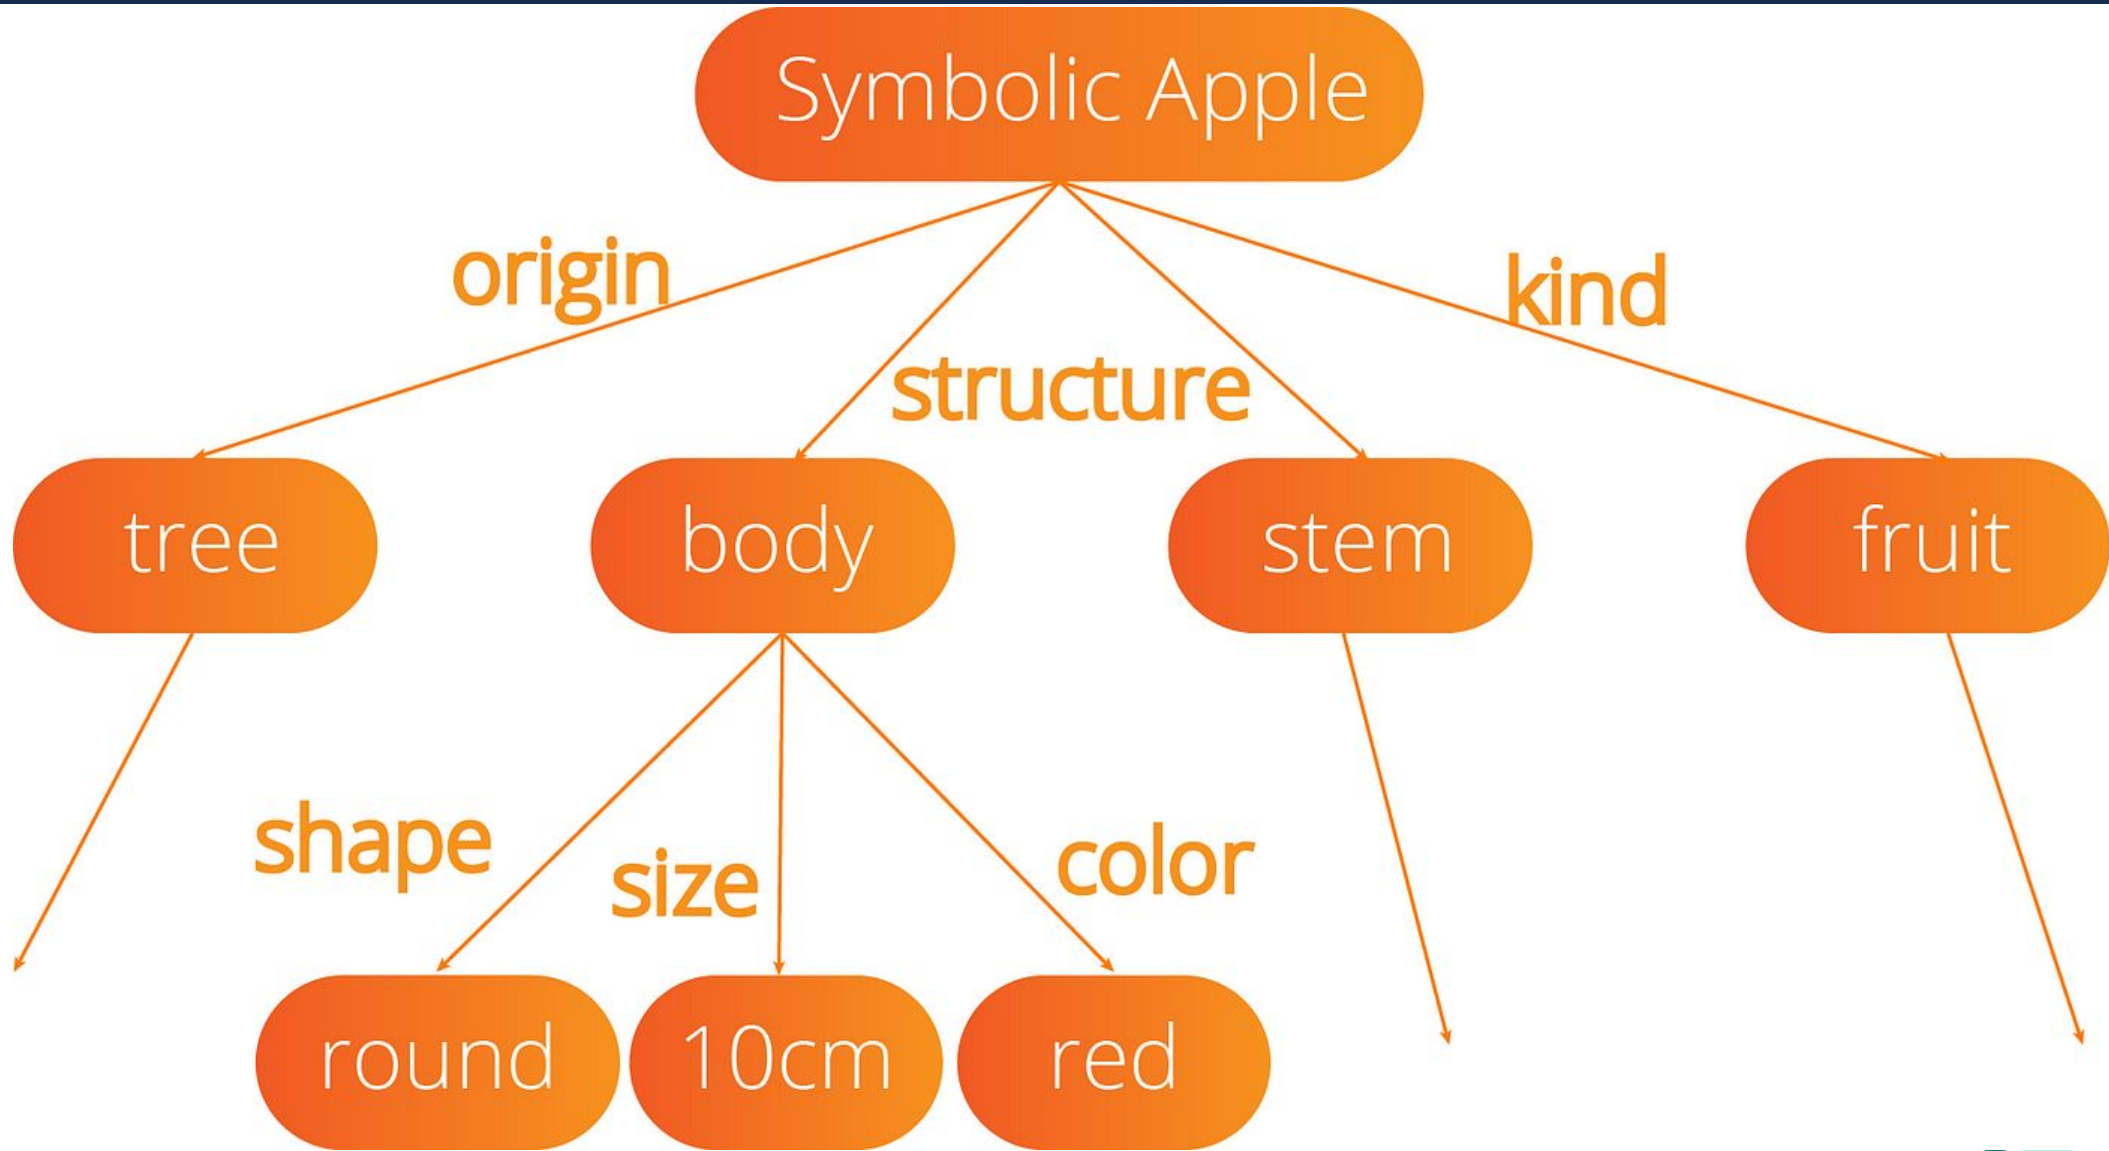 Symbolic Apple
origin
kind
structure
tree
body
stem
fruit
shape
size
color
round
10cm
red